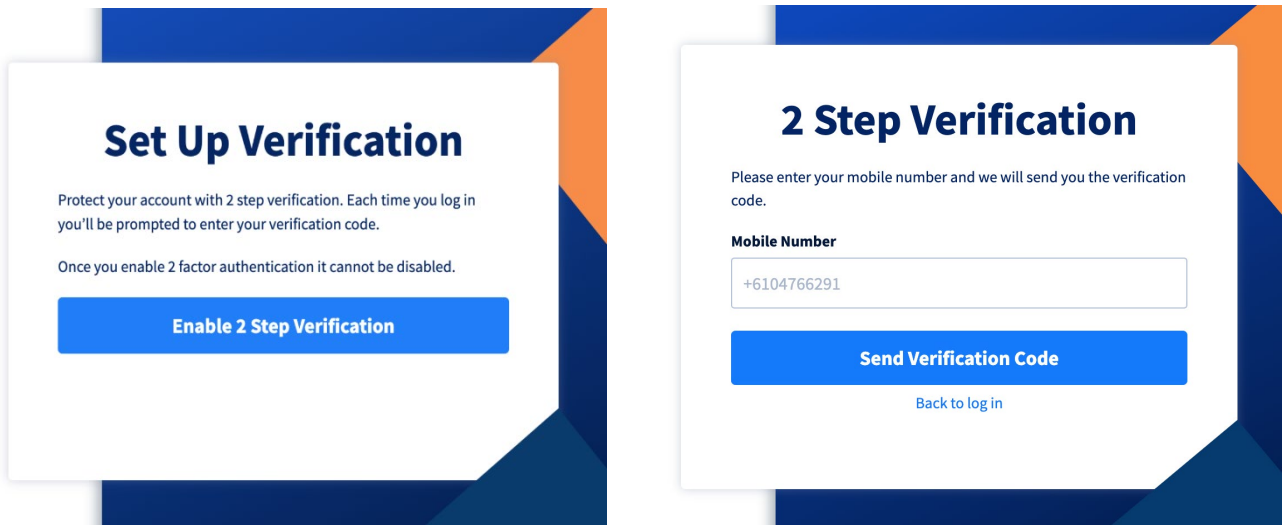 Set Up Verification
Protect your account with 2 step verification. Each time you log in
you’ll be prompted to enter your verification code.
Once you enable 2 factor authentication it cannot be disabled.
Enable 2 Step Verification
2 Step Verification
Please enter your mobile number and we will send you the verification
code.
Mobile Number
+6104766291
Send Verification Code
Back to log in